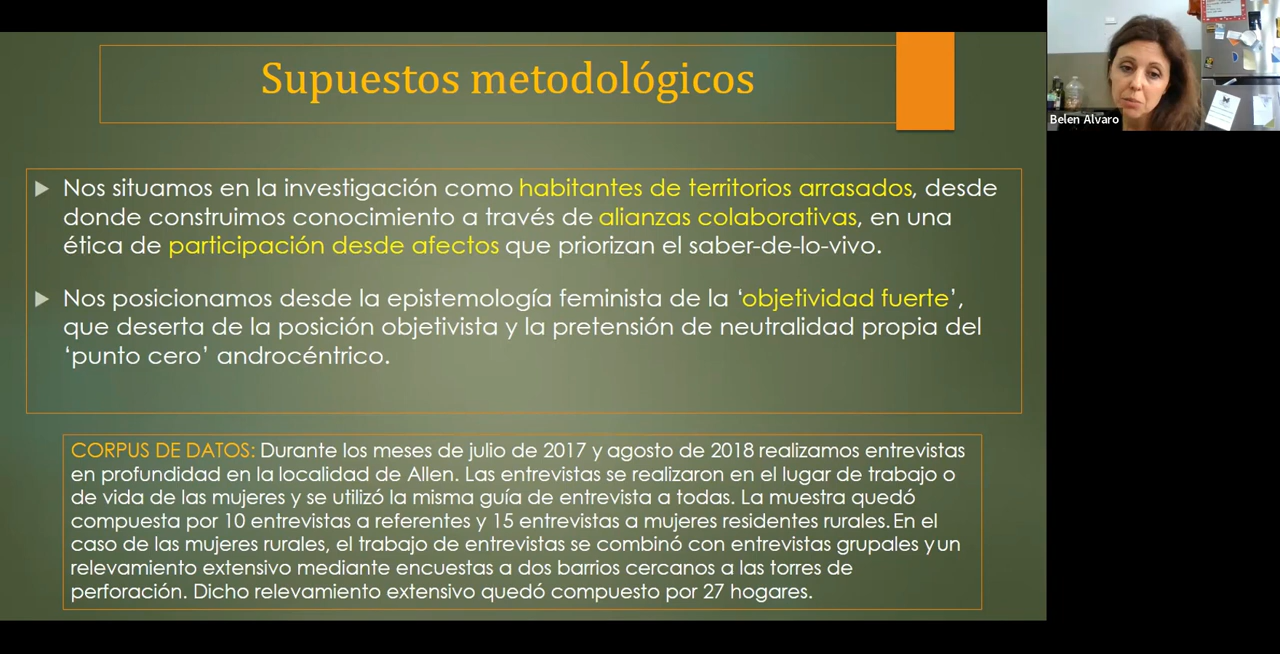 Supuestos metodológicos
Belen Alvaro
Nos situamos en la investigación como habitantes de territorios arrasados, desde
donde construimos conocimiento a través de alianzas colaborativas, en una
ética de participación desde afectos que priorizan el saber-de-lo-vivo.
Nos posicionamos desde la epistemología feminista de la ‘objetividad fuerte’,
que deserta de la posición objetivista y la pretensión de neutralidad propia del
‘punto cero’ androcéntrico.
CORPUS DE DATOS: Durante los meses de julio de 2017 y agosto de 2018 realizamos entrevistas
en profundidad en la localidad de Allen. Las entrevistas se realizaron en el lugar de trabajo o
de vida de las mujeres y se utilizó la misma guía de entrevista a todas. La muestra quedó
compuesta por 10 entrevistas a referentes y 15 entrevistas a mujeres residentes rurales. En el
caso de las mujeres rurales, el trabajo de entrevistas se combinó con entrevistas grupales y un
relevamiento extensivo mediante encuestas a dos barrios cercanos a las torres de
perforación. Dicho relevamiento extensivo quedó compuesto por 27 hogares.